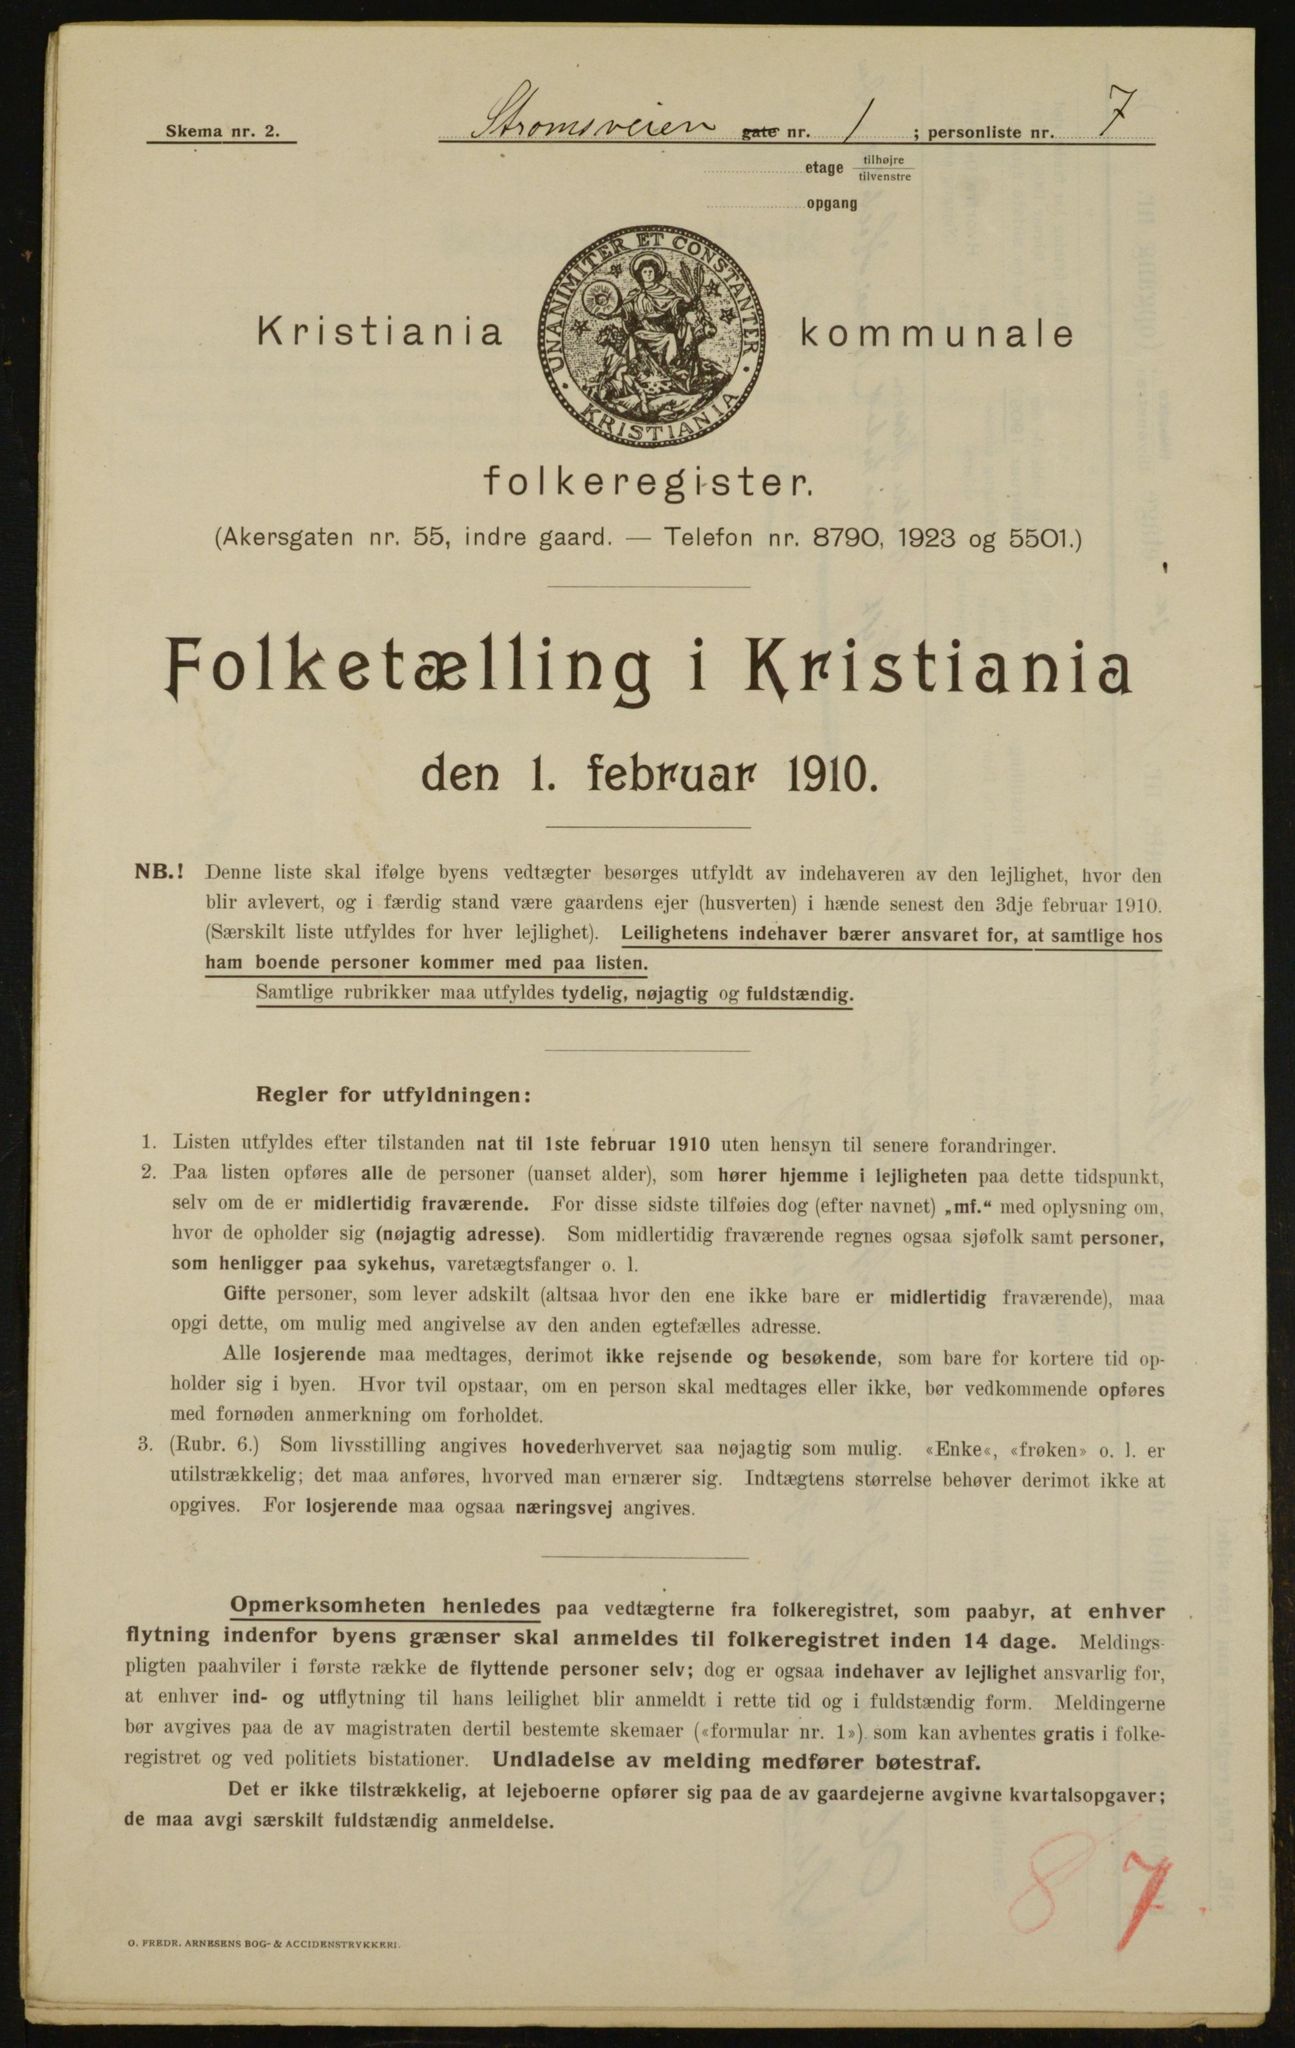 Skema nr. 2.
Strømsveien gate nr. 1 ; personliste nr. 7
etage tilhøjre
tilvenstre
opgang
UNANIMITER ET CONSTANTER
KRISTIANIA
Kristiania kommunale
folkeregister.
(Akersgaten nr. 55, indre gaard. — Telefon nr. 8790, 1923 og 5501.)
Folketælling i Kristiania
den 1. februar 1910.
NB.! Denne liste skal ifølge byens vedtægter besørges utfyldt av indehaveren av den lejlighet, hvor den
blir avlevert, og i færdig stand være gaardens ejer (husverten) i hænde senest den 3dje februar 1910.
(Særskilt liste utfyldes for hver lejlighet). Leilighetens indehaver bærer ansvaret for, at samtlige hos
ham boende personer kommer med paa listen.
Samtlige rubrikker maa utfyldes tydelig, nøjagtig og fuldstændig.
Regler for utfyldningen:
1. Listen utfyldes efter tilstanden nat til 1ste februar 1910 uten hensyn til senere forandringer.
2. Paa listen opføres alle de personer (uanset alder), som hører hjemme i lejligheten paa dette tidspunkt,
selv om de er midlertidig fraværende. For disse sidste tilføies dog (efter navnet) „mf.“ med oplysning om,
hvor de opholder sig (nøjagtig adresse). Som midlertidig fraværende regnes ogsaa sjøfolk samt personer,
som henligger paa sykehus, varetægtsfanger o. l.
Gifte personer, som lever adskilt (altsaa hvor den ene ikke bare er midlertidig fraværende), maa
opgi dette, om mulig med angivelse av den anden egtefælles adresse.
Alle losjerende maa medtages, derimot ikke rejsende og besøkende, som bare for kortere tid op-
holder sig i byen. Hvor tvil opstaar, om en person skal medtages eller ikke, bør vedkommende opføres
med fornøden anmerkning om forholdet.
3. (Rubr. 6.) Som livsstilling angives hovederhvervet saa nøjagtig som mulig. «Enke«, «frøken» o. l. er
utilstrækkelig; det maa anføres, hvorved man ernærer sig. Indtægtens størrelse behøver derimot ikke at
opgives. For losjerende maa ogsaa næringsvej angives.
Opmerksomheten henledes paa vedtægterne fra folkeregistret, som paabyr, at enhver
flytning indenfor byens grænser skal anmeldes til folkeregistret inden 14 dage. Meldings-
pligten paahviler i første række de flyttende personer selv; dog er ogsaa indehaver av lejlighet ansvarlig for,
at enhver ind- og utflytning til hans leilighet blir anmeldt i rette tid og i fuldstændig form. Meldingerne
bør avgives paa de av magistraten dertil bestemte skemaer («formular nr. 1») som kan avhentes gratis i folke-
registret og ved politiets bistationer. Undladelse av melding medfører bøtestraf.
Det er ikke tilstrækkelig, at lejeboerne opfører sig paa de av gaardejerne avgivne kvartalsopgaver;
de maa avgi særskilt fuldstændig anmeldelse.
8 7
O. FREDR. ARNESENS BOG- & ACCIDENSTRYKKERI.